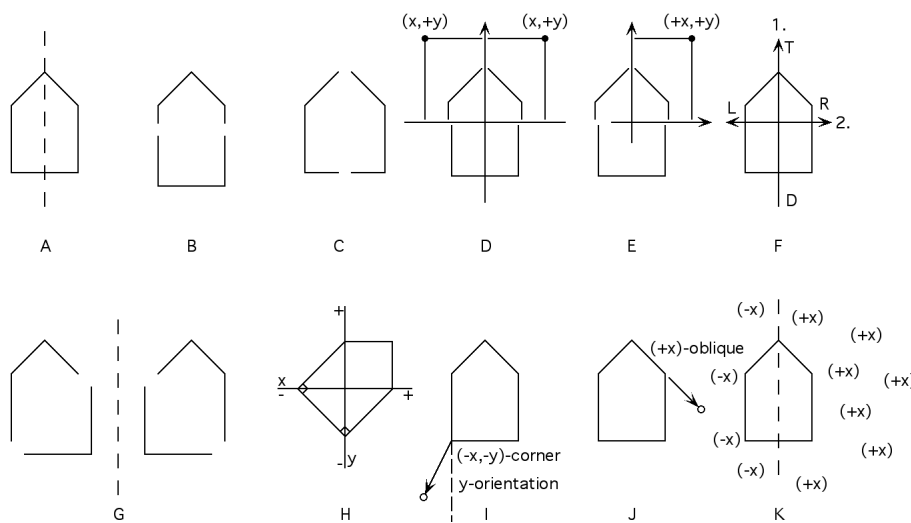 (x,+y) (x,+y) (+x,+y) 1.
T
L R
2.
D
A B C D E F
+
(-x) (+x)
(+x)
(+x)-oblique
x
- +
(-x) (+x) (+x)
(+x)
(-x)
(+x)
- y
(-x,-y)-corner
(-x) (+x)
y-orientation
G H I J K